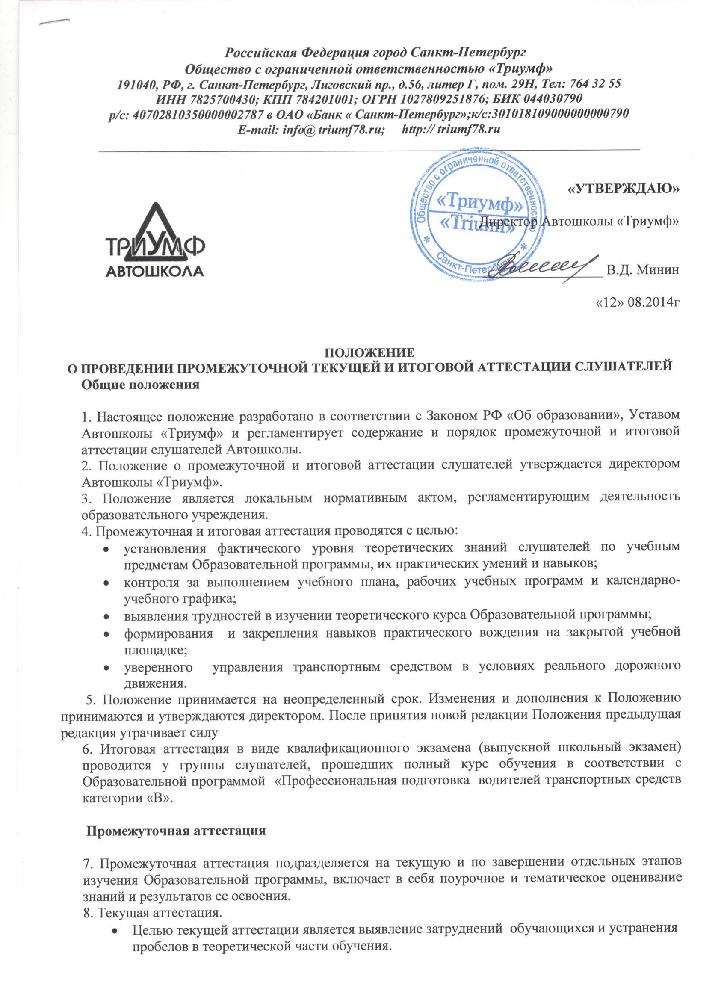 Российская Федерация город Санкт-Петербург
Общество с ограниченной ответственностью «Триумф»
191040, РФ, г. Санкт-Петербург, Лиговский пр., д.56, литер Г, пом. 29Н, Тел: 764 32 55
ИНН 7825700430; КПП 784201001; ОГРН 1027809251876; БИК 044030790
р/с: 40702810350000002787 в ОАО «Банк « Санкт-Петербург»;к/с:301018109000000000790
E-mail: info@ triumf78.ru; http:// triumf78.ru
Общество с ограниченной ответственностью
«Триумф»
«Triumf»
* Санкт-Петербург *
«УТВЕРЖДАЮ»
Директор Автошколы «Триумф»
ТРИУМФ
АВТОШКОЛА
В.Д. Минин
«12» 08.2014г
ПОЛОЖЕНИЕ
О ПРОВЕДЕНИИ ПРОМЕЖУТОЧНОЙ ТЕКУЩЕЙ И ИТОГОВОЙ АТТЕСТАЦИИ СЛУШАТЕЛЕЙ
Общие положения
1. Настоящее положение разработано в соответствии с Законом РФ «Об образовании», Уставом
Автошколы «Триумф» и регламентирует содержание и порядок промежуточной и итоговой
аттестации слушателей Автошколы.
2. Положение о промежуточной и итоговой аттестации слушателей утверждается директором
Автошколы «Триумф».
3. Положение является локальным нормативным актом, регламентирующим деятельность
образовательного учреждения.
4. Промежуточная и итоговая аттестация проводятся с целью:
• установления фактического уровня теоретических знаний слушателей по учебным
предметам Образовательной программы, их практических умений и навыков;
• контроля за выполнением учебного плана, рабочих учебных программ и календарно-
учебного графика;
• выявления трудностей в изучении теоретического курса Образовательной программы;
• формирования и закрепления навыков практического вождения на закрытой учебной
площадке;
• уверенного управления транспортным средством в условиях реального дорожного
движения.
5. Положение принимается на неопределенный срок. Изменения и дополнения к Положению
принимаются и утверждаются директором. После принятия новой редакции Положения предыдущая
редакция утрачивает силу
6. Итоговая аттестация в виде квалификационного экзамена (выпускной школьный экзамен)
проводится у группы слушателей, прошедших полный курс обучения в соответствии с
Образовательной программой «Профессиональная подготовка водителей транспортных средств
категории «В».
Промежуточная аттестация
7. Промежуточная аттестация подразделяется на текущую и по завершении отдельных этапов
изучения Образовательной программы, включает в себя поурочное и тематическое оценивание
знаний и результатов ее освоения.
8. Текущая аттестация.
• Целью текущей аттестации является выявление затруднений обучающихся и устранения
пробелов в теоретической части обучения.